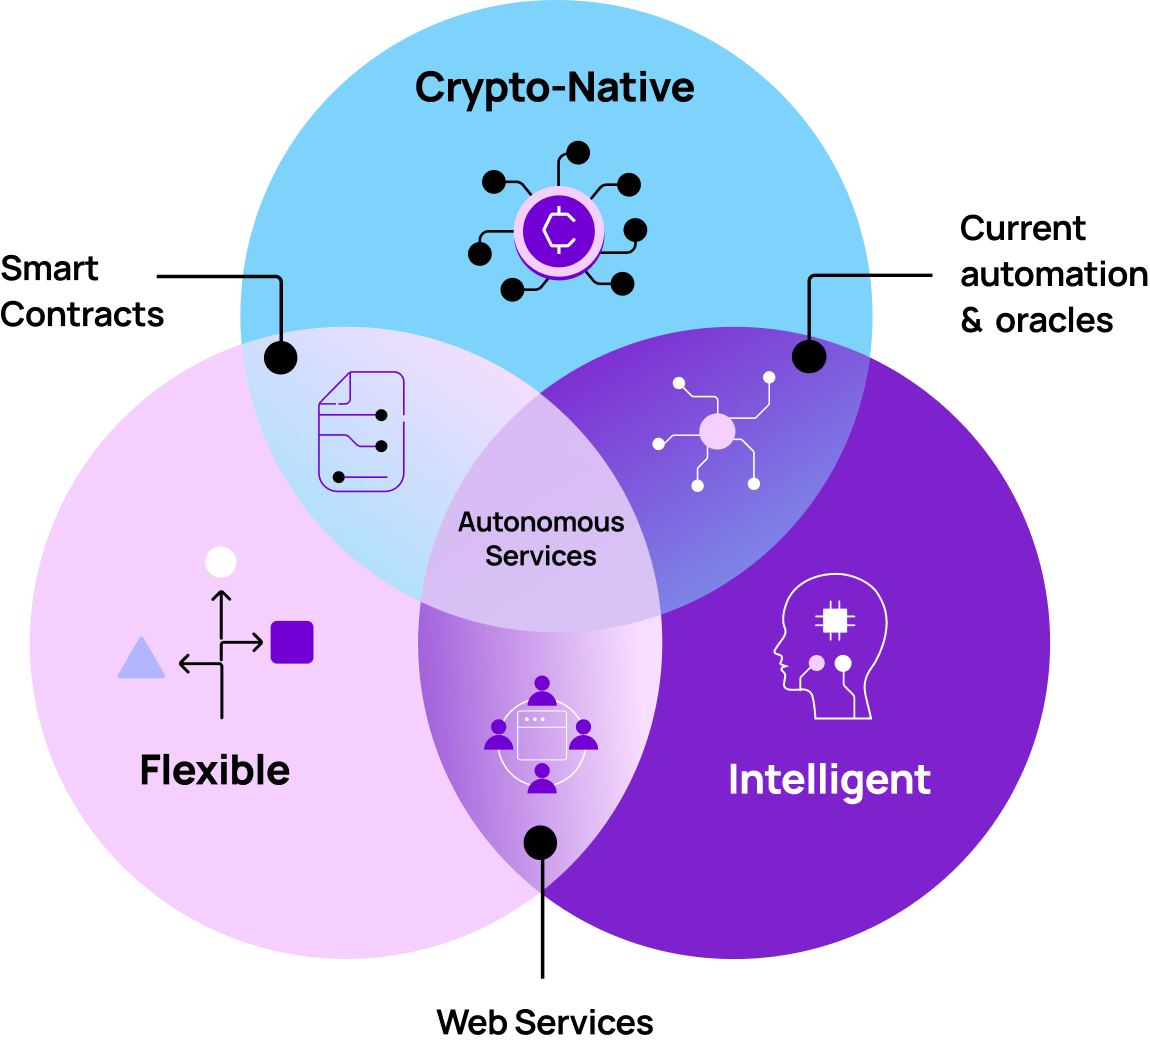 Crypto-Native
Smart
Contracts
Current
automation
& oracles
Autonomous
Services
Flexible
Intelligent
Web Services